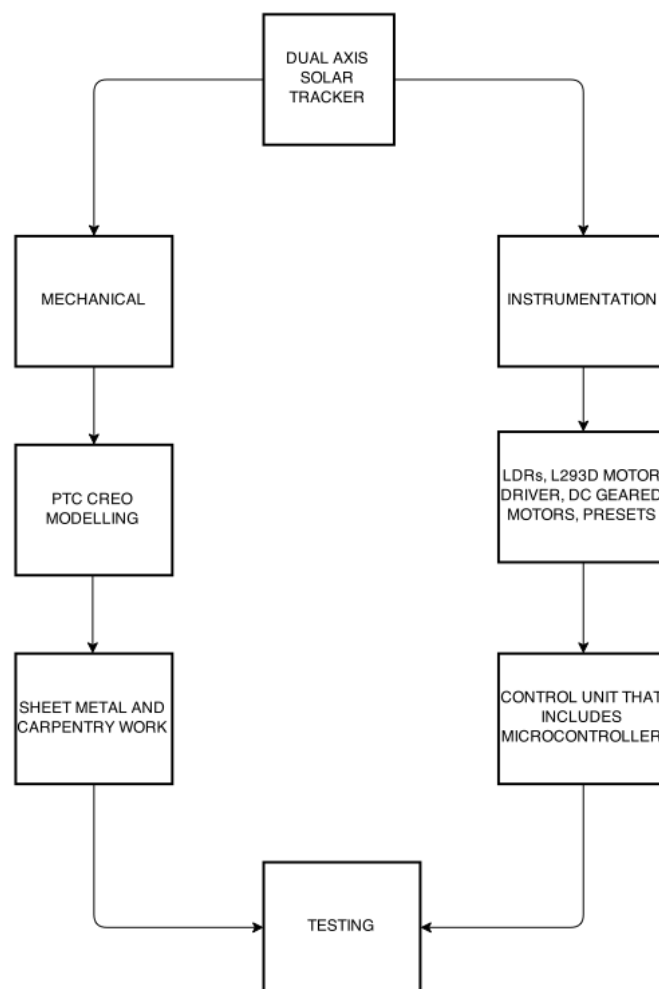 DUAL AXIS
SOLAR
TRACKER
MECHANICAL
INSTRUMENTATION
PTC CREO
MODELLING
LDRs, L293D MOTOR
DRIVER, DC GEARED
MOTORS, PRESETS
SHEET METAL AND
CARPENTRY WORK
CONTROL UNIT THAT
INCLUDES
MICROCONTROLLER
TESTING